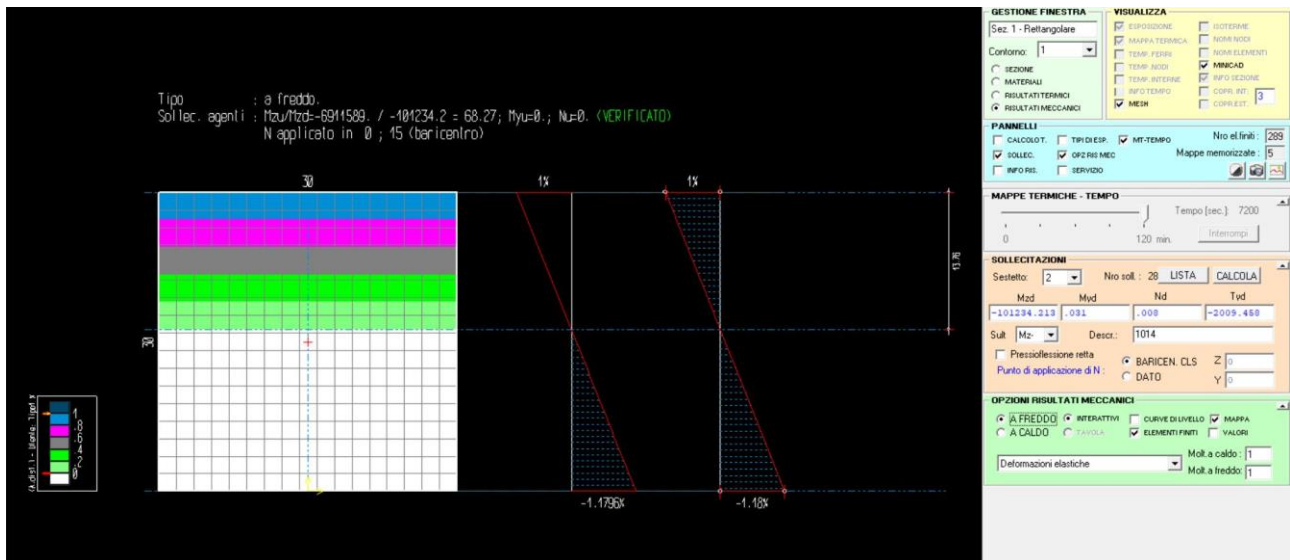 Tipo : a freddo.
Sollec. agenti : Mzu/Mzd=-6911589. / -101234.2 = 68.27; Myu=0.; Nu=0. (VERIFICATO)
N applicato in 0 ; 15 (baricentro)
30
1%
1%
13.76
30
-1.1796%
-1.18%
1
.8
.6
.4
.2
0
GESTIONE FINESTRA
Sez. 1 - Rettangolare
Contorno: 1
SEZIONE
MATERIALI
RISULTATI TERMICI
RISULTATI MECCANICI
VISUALIZZA
ESPOSIZIONE
MAPPA TERMICA
TEMP. FERRI
TEMP. NODI
TEMP. INTERNE
INFO TEMPO
MESH
ISOTERME
NOMI NODI
NOMI ELEMENTI
MINICAD
INFO SEZIONE
COPR. INT:
COPR.EST.
3
PANNELLI
CALCOLO T. TIPI DI ESP. MT-TEMPO Nro el.finiti : 289
SOLLEC. OPZ RIS MEC Mappe memorizzate : 5
INFO RIS. SERVIZIO
MAPPE TERMICHE - TEMPO
Tempo [sec.]: 7200
0 120 min. Interrompi
SOLLECITAZIONI
Sestetto: 2 Nro soll. : 28 LISTA CALCOLA
Mzd Myd Nd Tyd
-101234.213 .031 .008 -2009.458
Sult Mz- Descr.: 1014
Pressioflessione retta
Punto di applicazione di N :
BARICEN. CLS Z 0
DATO Y 0
OPZIONI RISULTATI MECCANICI
A FREDDO INTERATTIVI CURVE DI LIVELLO MAPPA
A CALDO TAVOLA ELEMENTI FINITI VALORI
Molt.a caldo : 1
Deformazioni elastiche
Molt.a freddo: 1